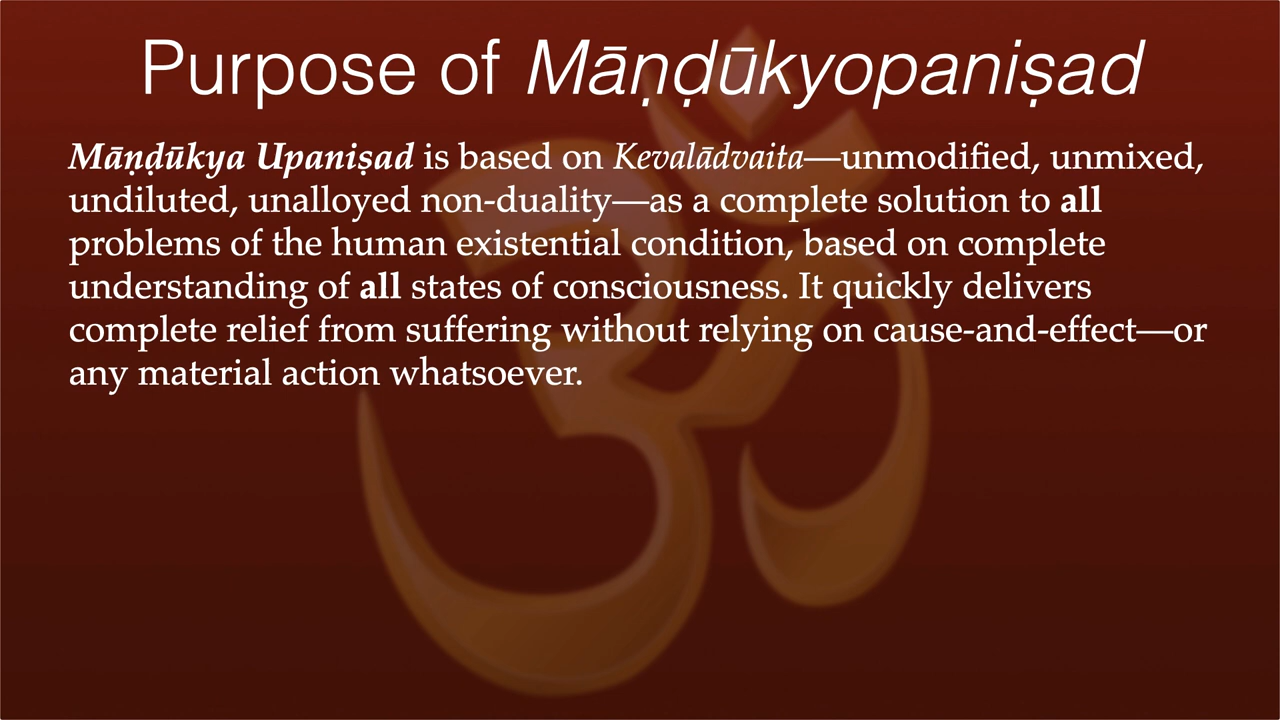 Purpose of Māṇḍūkyopaniṣad
Māṇḍūkya Upaniṣad is based on Kevalādvaita—unmodified, unmixed,
undiluted, unalloyed non-duality—as a complete solution to all
problems of the human existential condition, based on complete
understanding of all states of consciousness. It quickly delivers
complete relief from suffering without relying on cause-and-effect—or
any material action whatsoever.